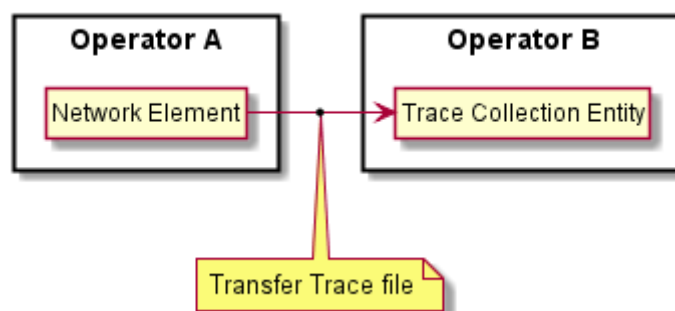 Operator A
Operator B
Network Element
Trace Collection Entity
Transfer Trace file